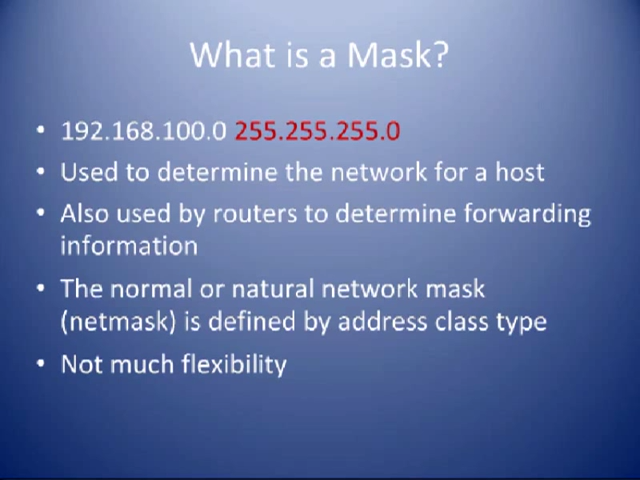 What is a Mask?
• 192.168.100.0 255.255.255.0
• Used to determine the network for a host
• Also used by routers to determine forwarding
information
• The normal or natural network mask
(netmask) is defined by address class type
• Not much flexibility